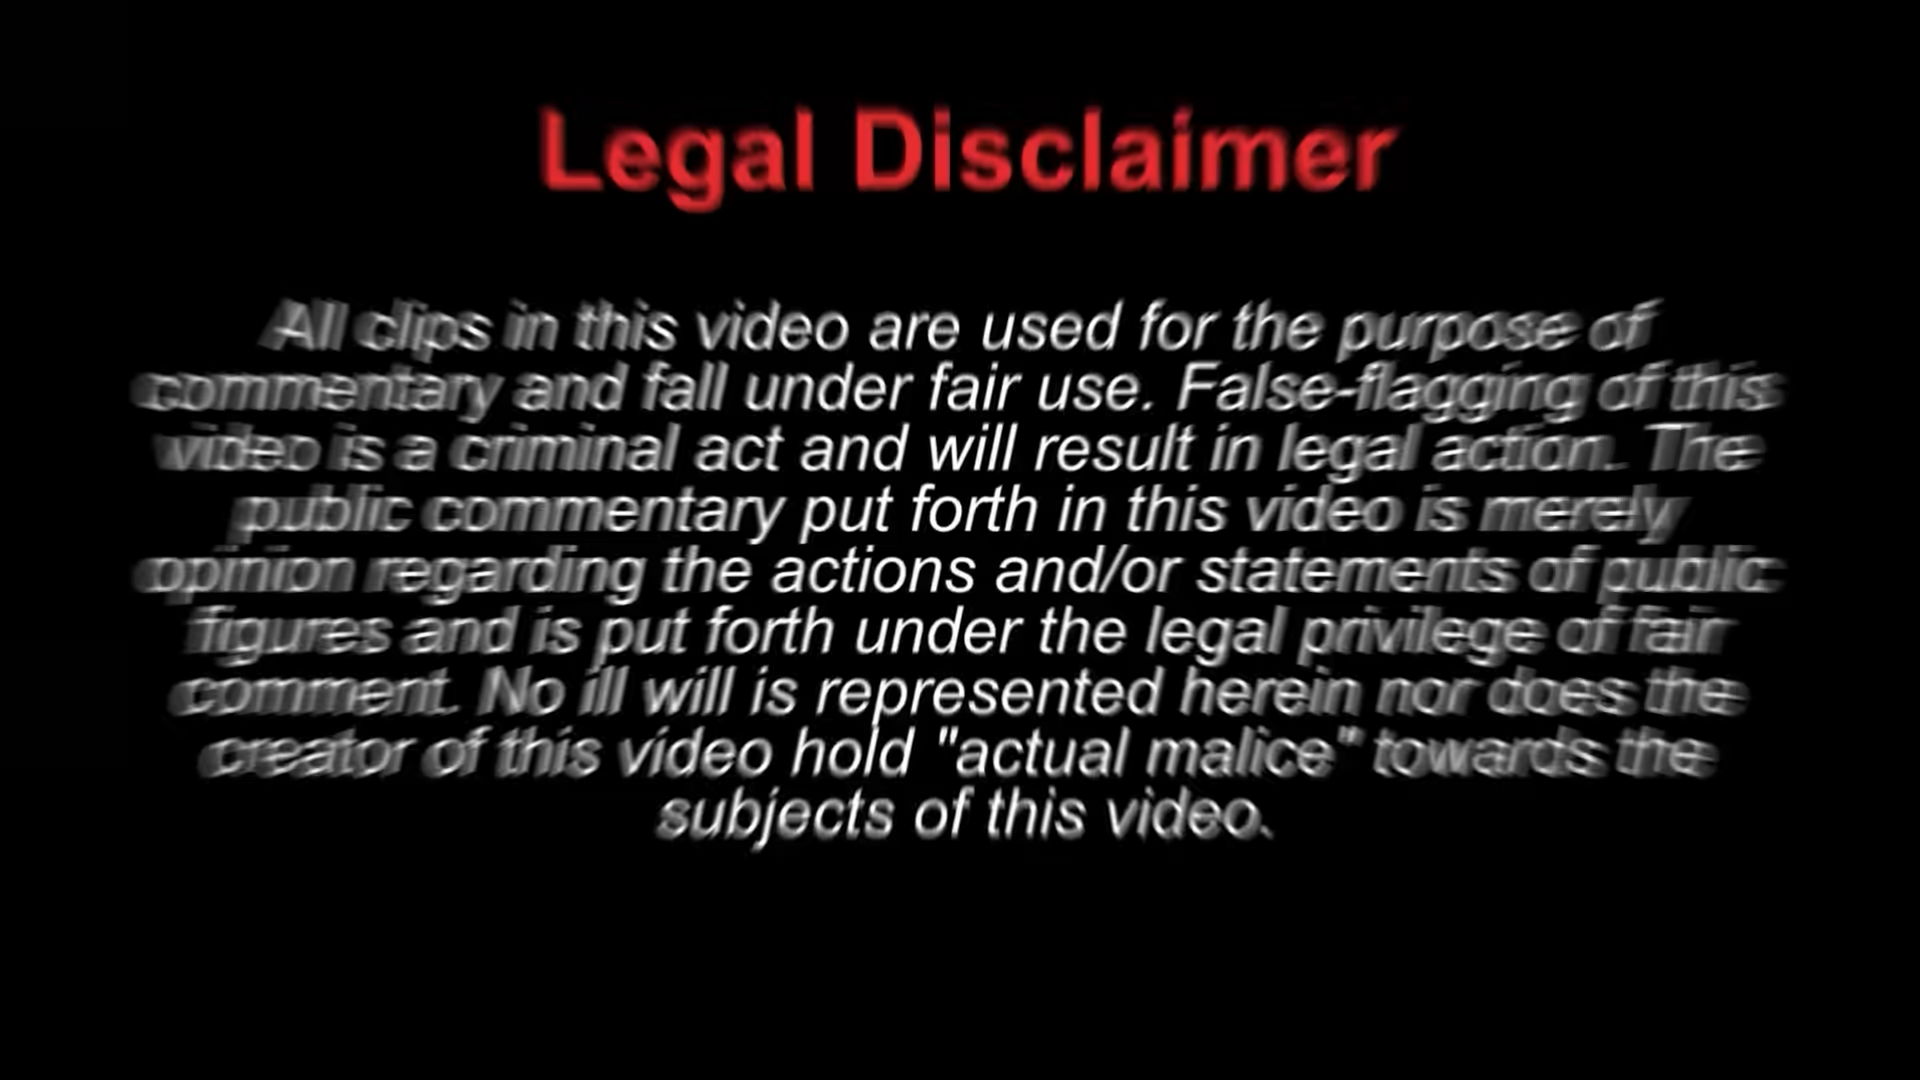 Legal Disclaimer
All clips in this video are used for the purpose of
commentary and fall under fair use. False-flagging of this
video is a criminal act and will result in legal action. The
public commentary put forth in this video is merely
opinion regarding the actions and/or statements of public
figures and is put forth under the legal privilege of fair
comment. No ill will is represented herein nor does the
creator of this video hold "actual malice" towards the
subjects of this video.